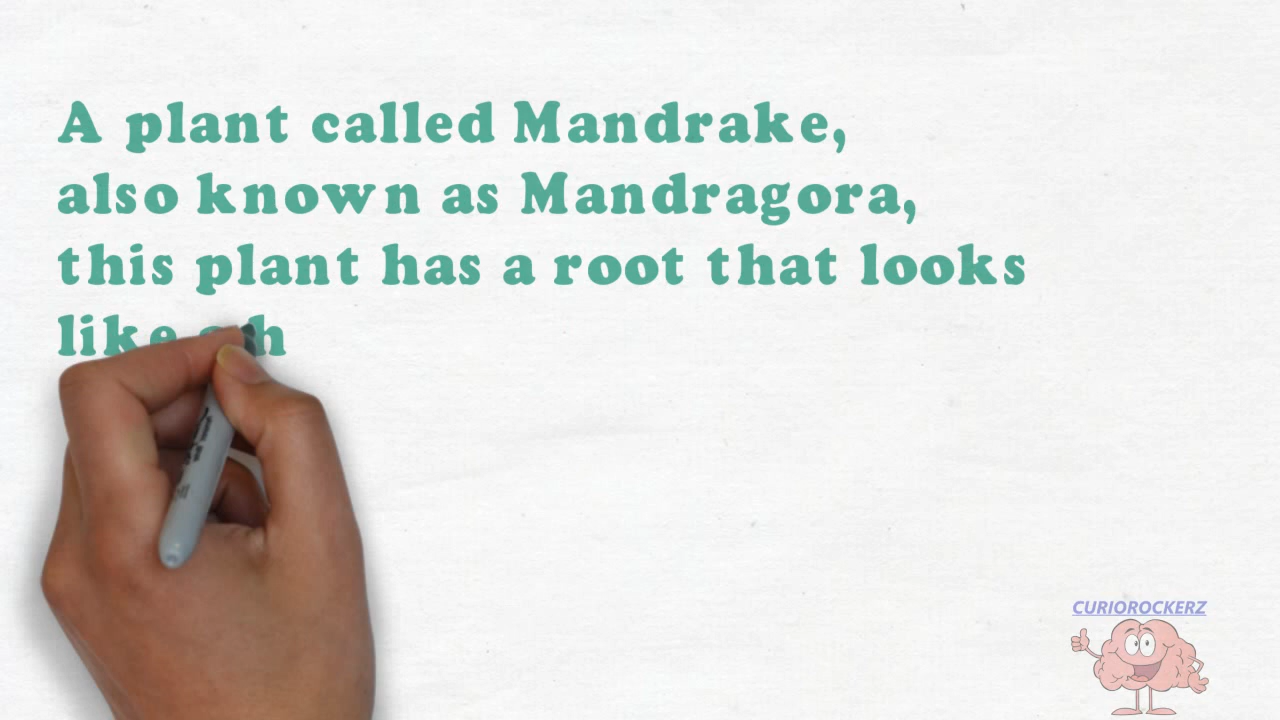 A plant called Mandrake,
also known as Mandragora,
this plant has a root that looks
like a h
CURIOROCKERZ